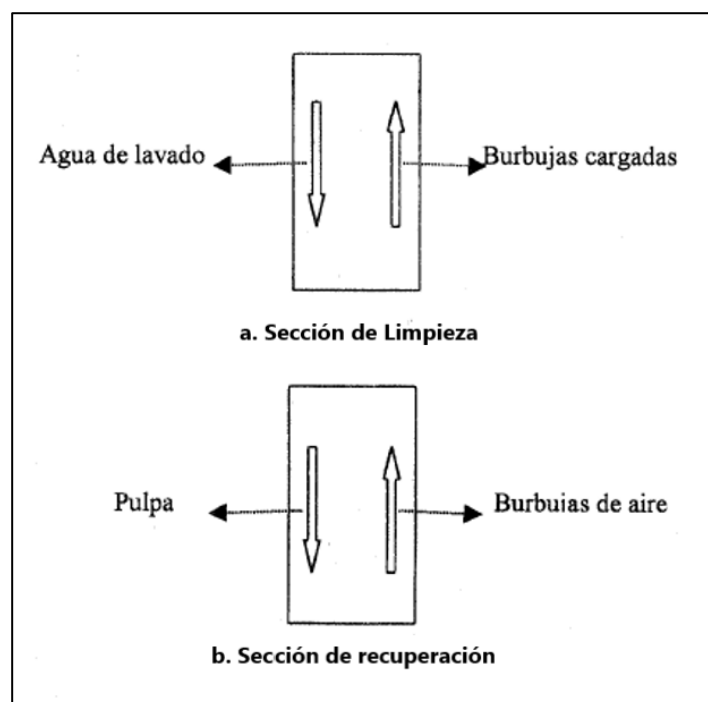 Agua de lavado
Burbujas cargadas
a. Sección de Limpieza
Pulpa
Burbuias de aire
b. Sección de recuperación